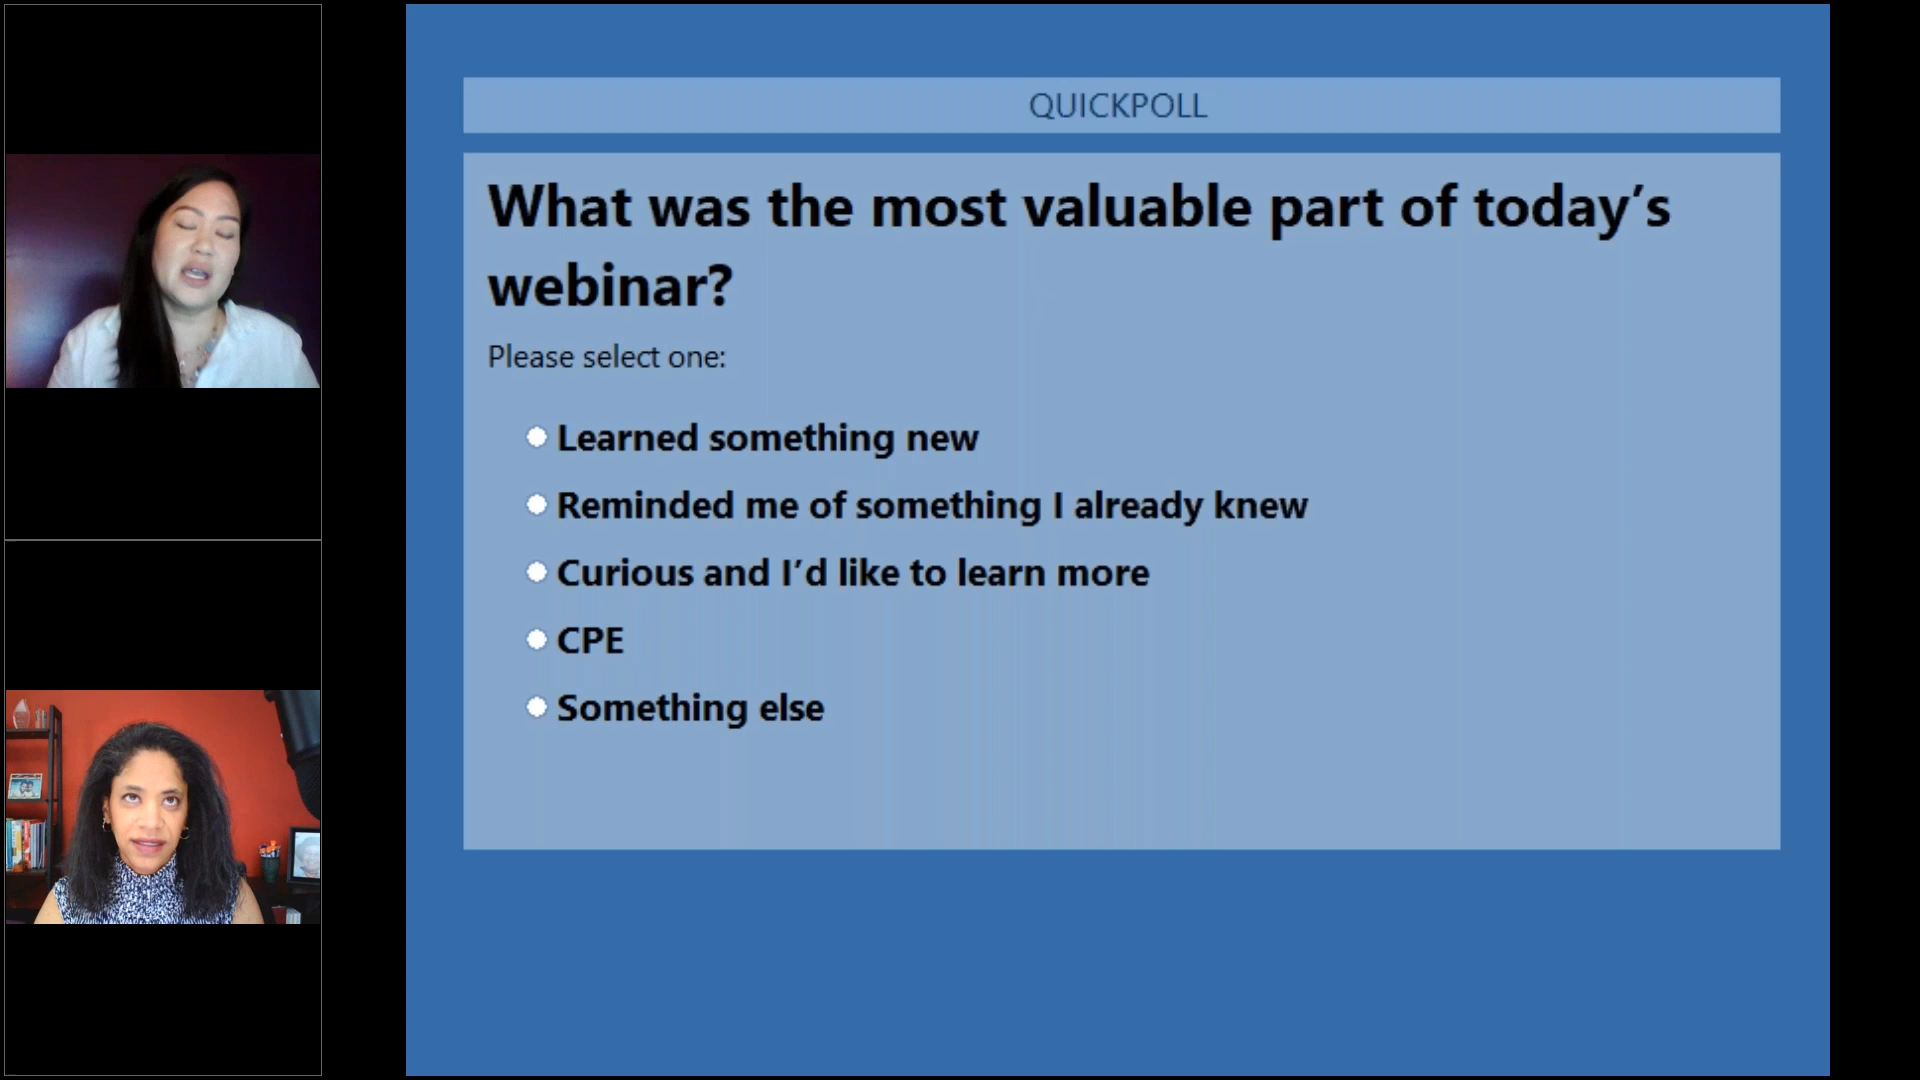 QUICKPOLL
What was the most valuable part of today’s
webinar?
Please select one:
Learned something new
Reminded me of something I already knew
Curious and I’d like to learn more
CPE
Something else